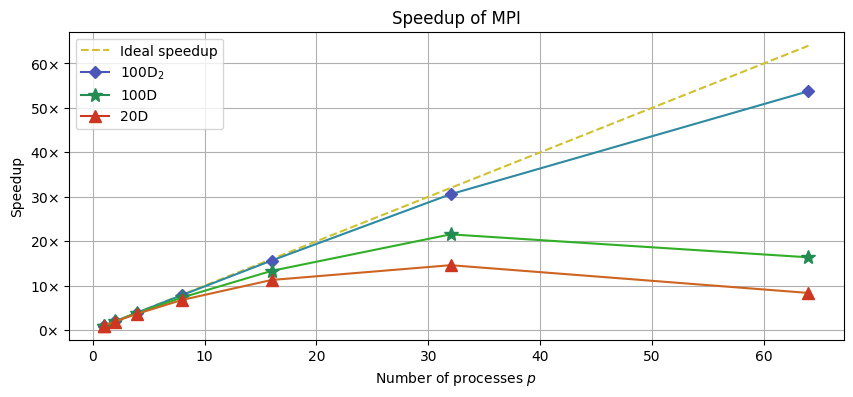 Speedup of MPI
Ideal speedup
100D₂
100D
20D
60×
50×
40×
30×
20×
10×
0×
Speedup
0 10 20 30 40 50 60
Number of processes p